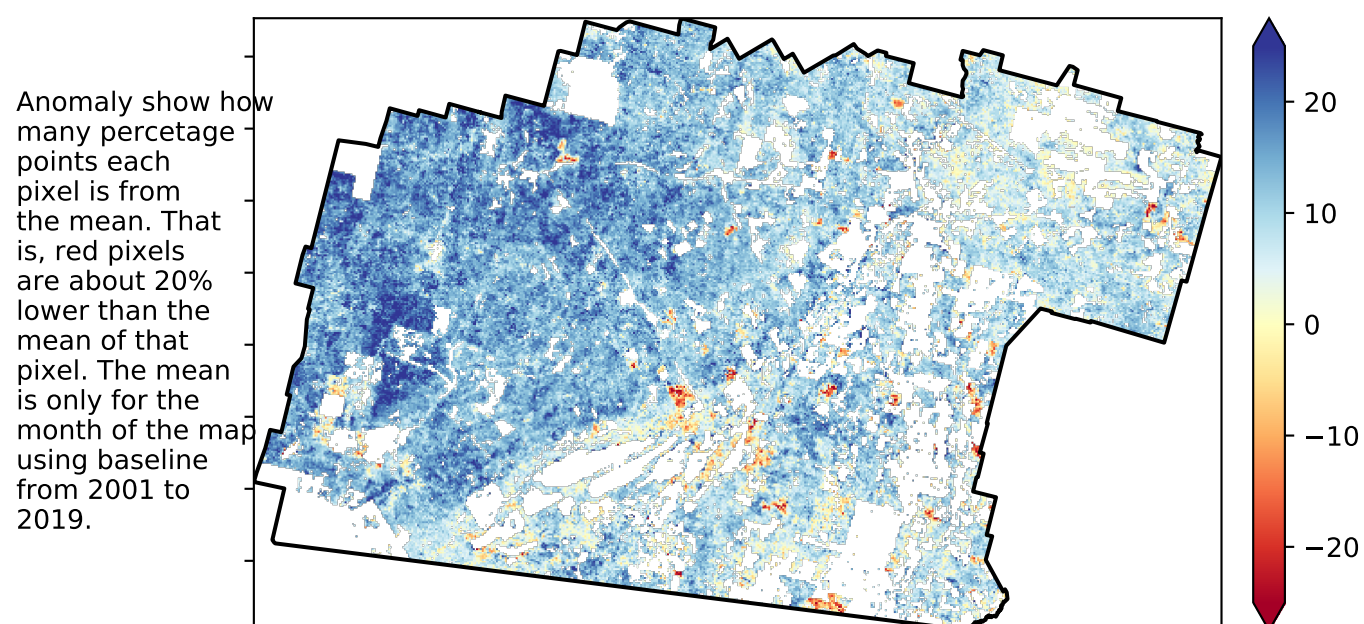 Anomaly show how
many percetage
points each
pixel is from
the mean. That
is, red pixels
are about 20%
lower than the
mean of that
pixel. The mean
is only for the
month of the map
using baseline
from 2001 to
2019.
20
10
0
−10
−20